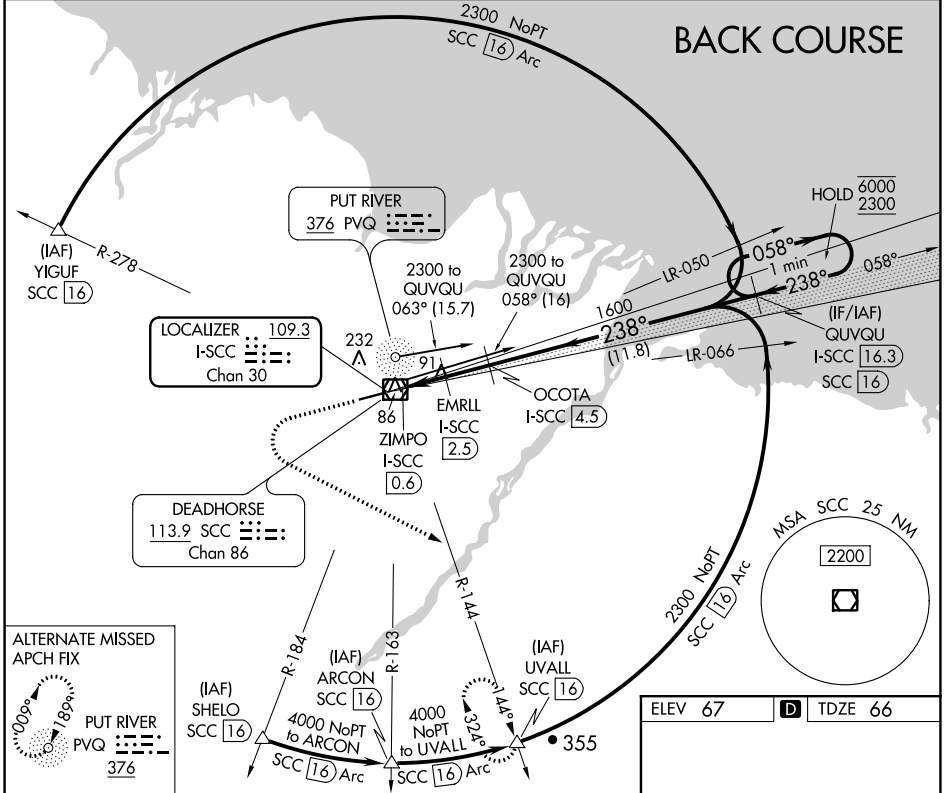 BACK COURSE
2300 NoPT
SCC 16 Arc
HOLD 6000
2300
PUT RIVER
376 PVQ
(IAF)
YIGUF
SCC 16
R-278
2300 to
QUVQU
063° (15.7)
2300 to
QUVQU
058° (16)
LR-050
058°
1 min
238°
058°
1600
238°
(11.8)
LR-066
(IF/IAF)
QUVQU
I-SCC 16.3
SCC 16
LOCALIZER 109.3
I-SCC
Chan 30
232
91
86
ZIMPO
I-SCC
0.6
EMRLL
I-SCC
2.5
OCOTA
I-SCC 4.5
DEADHORSE
113.9 SCC
Chan 86
MSA SCC 25 NM
2200
R-184
R-163
R-144
2300 NoPT
SCC 16 Arc
ALTERNATE MISSED
APCH FIX
009°
189°
PUT RIVER
PVQ
376
(IAF)
SHELO
SCC 16
(IAF)
ARCON
SCC 16
(IAF)
UVALL
SCC 16
4000 NoPT
to ARCON
SCC 16 Arc
4000
NoPT
to UVALL
SCC 16 Arc
144°
324°
355
ELEV 67 D TDZE 66